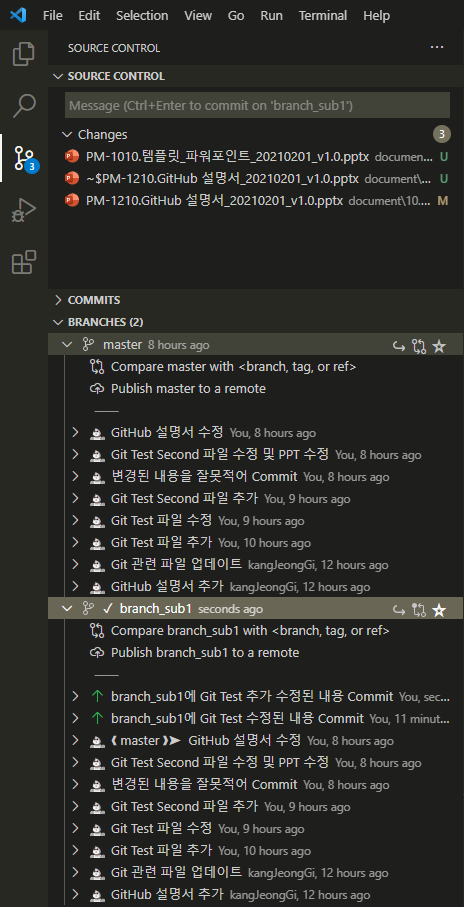 File Edit Selection View Go Run Terminal Help
SOURCE CONTROL ...
SOURCE CONTROL
Message (Ctrl+Enter to commit on 'branch_sub1')
Changes 3
PM-1010.템플릿_파워포인트_20210201_v1.0.pptx documen... U
~$PM-1210.GitHub 설명서_20210201_v1.0.pptx document\... U
PM-1210.GitHub 설명서_20210201_v1.0.pptx document\10.... M
3
COMMITS
BRANCHES (2)
master 8 hours ago
Compare master with <branch, tag, or ref>
Publish master to a remote
GitHub 설명서 수정 You, 8 hours ago
Git Test Second 파일 수정 및 PPT 수정 You, 8 hours ago
변경된 내용을 잘못적어 Commit You, 8 hours ago
Git Test Second 파일 추가 You, 9 hours ago
Git Test 파일 수정 You, 9 hours ago
Git Test 파일 추가 You, 10 hours ago
Git 관련 파일 업데이트 kangJeongGi, 12 hours ago
GitHub 설명서 추가 kangJeongGi, 12 hours ago
✓ branch_sub1 seconds ago
Compare branch_sub1 with <branch, tag, or ref>
Publish branch_sub1 to a remote
branch_sub1에 Git Test 추가 수정된 내용 Commit You, sec...
branch_sub1에 Git Test 수정된 내용 Commit You, 11 minut...
❨ master ❩➤ GitHub 설명서 수정 You, 8 hours ago
Git Test Second 파일 수정 및 PPT 수정 You, 8 hours ago
변경된 내용을 잘못적어 Commit You, 8 hours ago
Git Test Second 파일 추가 You, 9 hours ago
Git Test 파일 수정 You, 9 hours ago
Git Test 파일 추가 You, 10 hours ago
Git 관련 파일 업데이트 kangJeongGi, 12 hours ago
GitHub 설명서 추가 kangJeongGi, 12 hours ago